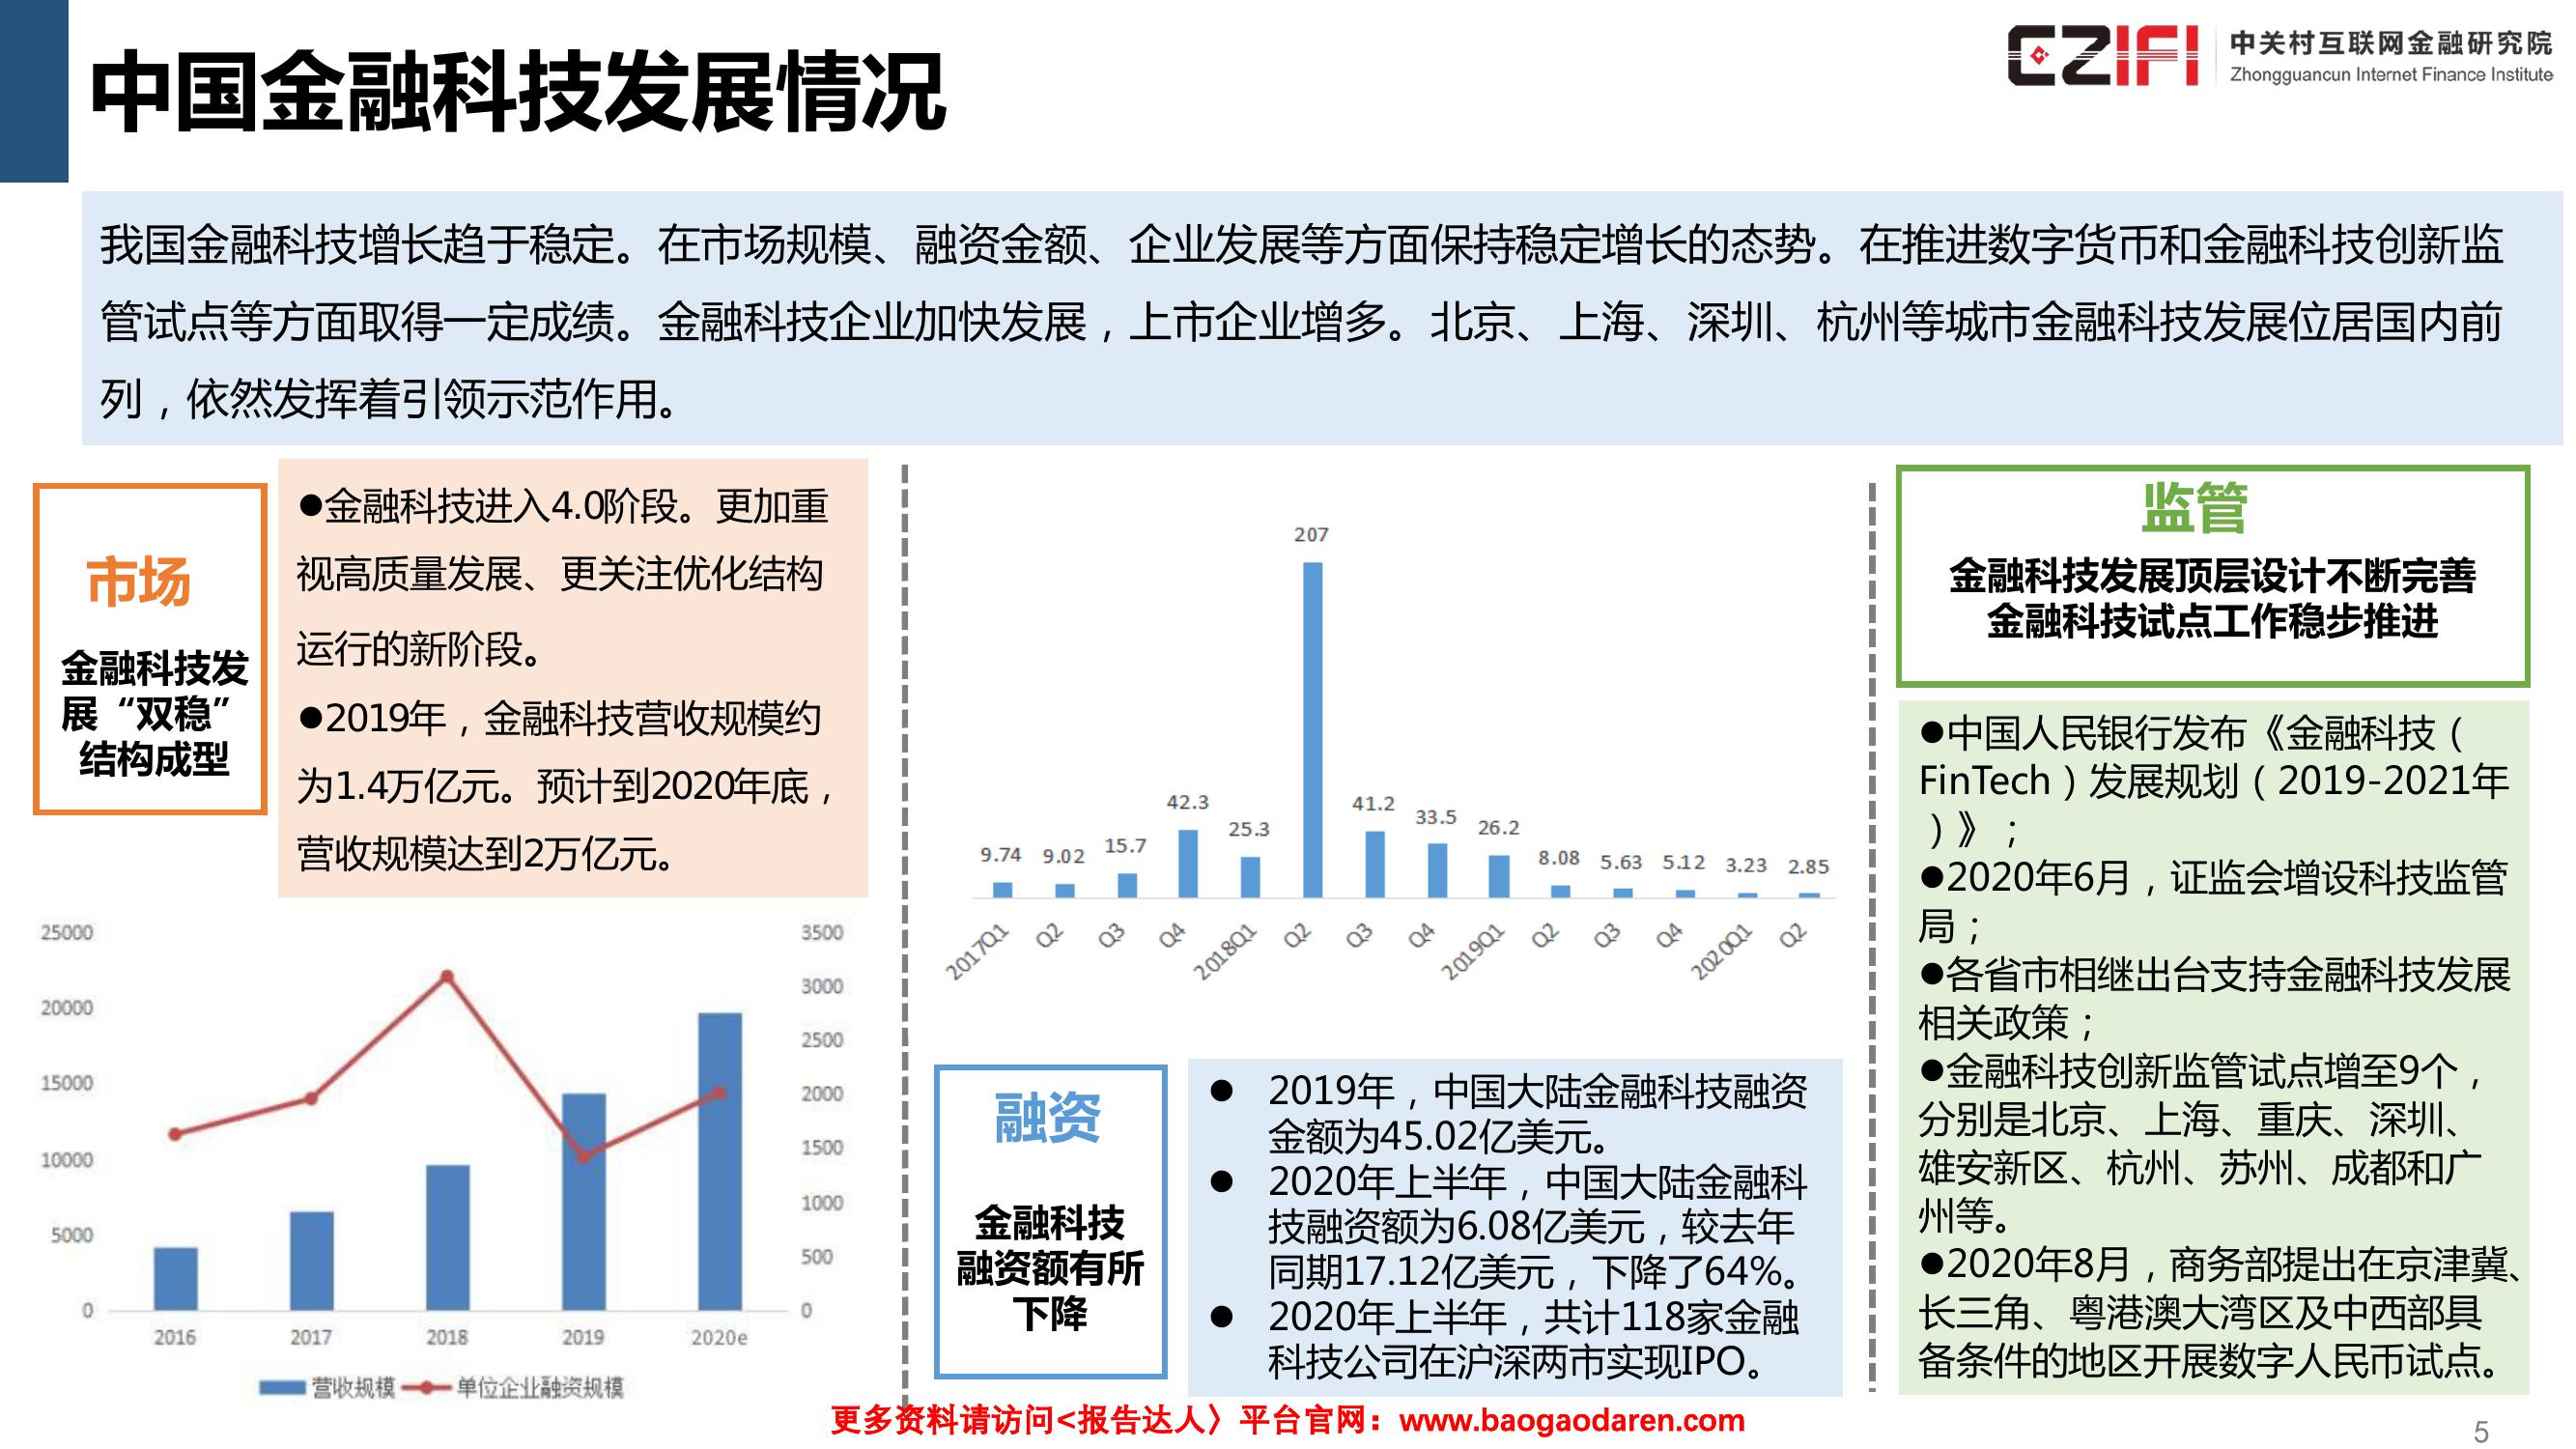 中国金融科技发展情况
CZIFI
中关村互联网金融研究院
Zhongguancun Internet Finance Institute
我国金融科技增长趋于稳定。在市场规模、融资金额、企业发展等方面保持稳定增长的态势。在推进数字货币和金融科技创新监
管试点等方面取得一定成绩。金融科技企业加快发展，上市企业增多。北京、上海、深圳、杭州等城市金融科技发展位居国内前
列，依然发挥着引领示范作用。
市场
金融科技发
展“双稳”
结构成型
●金融科技进入4.0阶段。更加重
视高质量发展、更关注优化结构
运行的新阶段。
●2019年，金融科技营收规模约
为1.4万亿元。预计到2020年底，
营收规模达到2万亿元。
25000
20000
15000
10000
5000
0
3500
3000
2500
2000
1500
1000
500
0
2016 2017 2018 2019 2020e
营收规模 单位企业融资规模
9.74 9.02 15.7 42.3 25.3 207 41.2 33.5 26.2 8.08 5.63 5.12 3.23 2.85
2017Q1 Q2 Q3 Q4 2018Q1 Q2 Q3 Q4 2019Q1 Q2 Q3 Q4 2020Q1 Q2
融资
金融科技
融资额有所
下降
● 2019年，中国大陆金融科技融资
金额为45.02亿美元。
● 2020年上半年，中国大陆金融科
技融资额为6.08亿美元，较去年
同期17.12亿美元，下降了64%。
● 2020年上半年，共计118家金融
科技公司在沪深两市实现IPO。
监管
金融科技发展顶层设计不断完善
金融科技试点工作稳步推进
●中国人民银行发布《金融科技（
FinTech）发展规划（2019-2021年
）》；
●2020年6月，证监会增设科技监管
局；
●各省市相继出台支持金融科技发展
相关政策；
●金融科技创新监管试点增至9个，
分别是北京、上海、重庆、深圳、
雄安新区、杭州、苏州、成都和广
州等。
●2020年8月，商务部提出在京津冀、
长三角、粤港澳大湾区及中西部具
备条件的地区开展数字人民币试点。
更多资料请访问<报告达人〉平台官网：www.baogaodaren.com
5